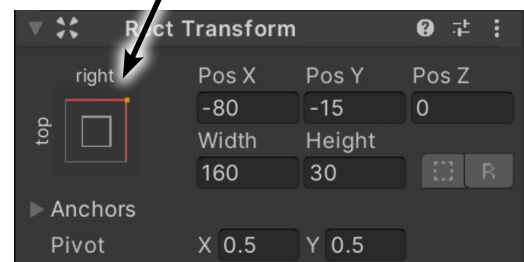 Rect Transform
right Pos X Pos Y Pos Z
top -80 -15 0
Width Height
160 30 R
Anchors
Pivot X 0.5 Y 0.5